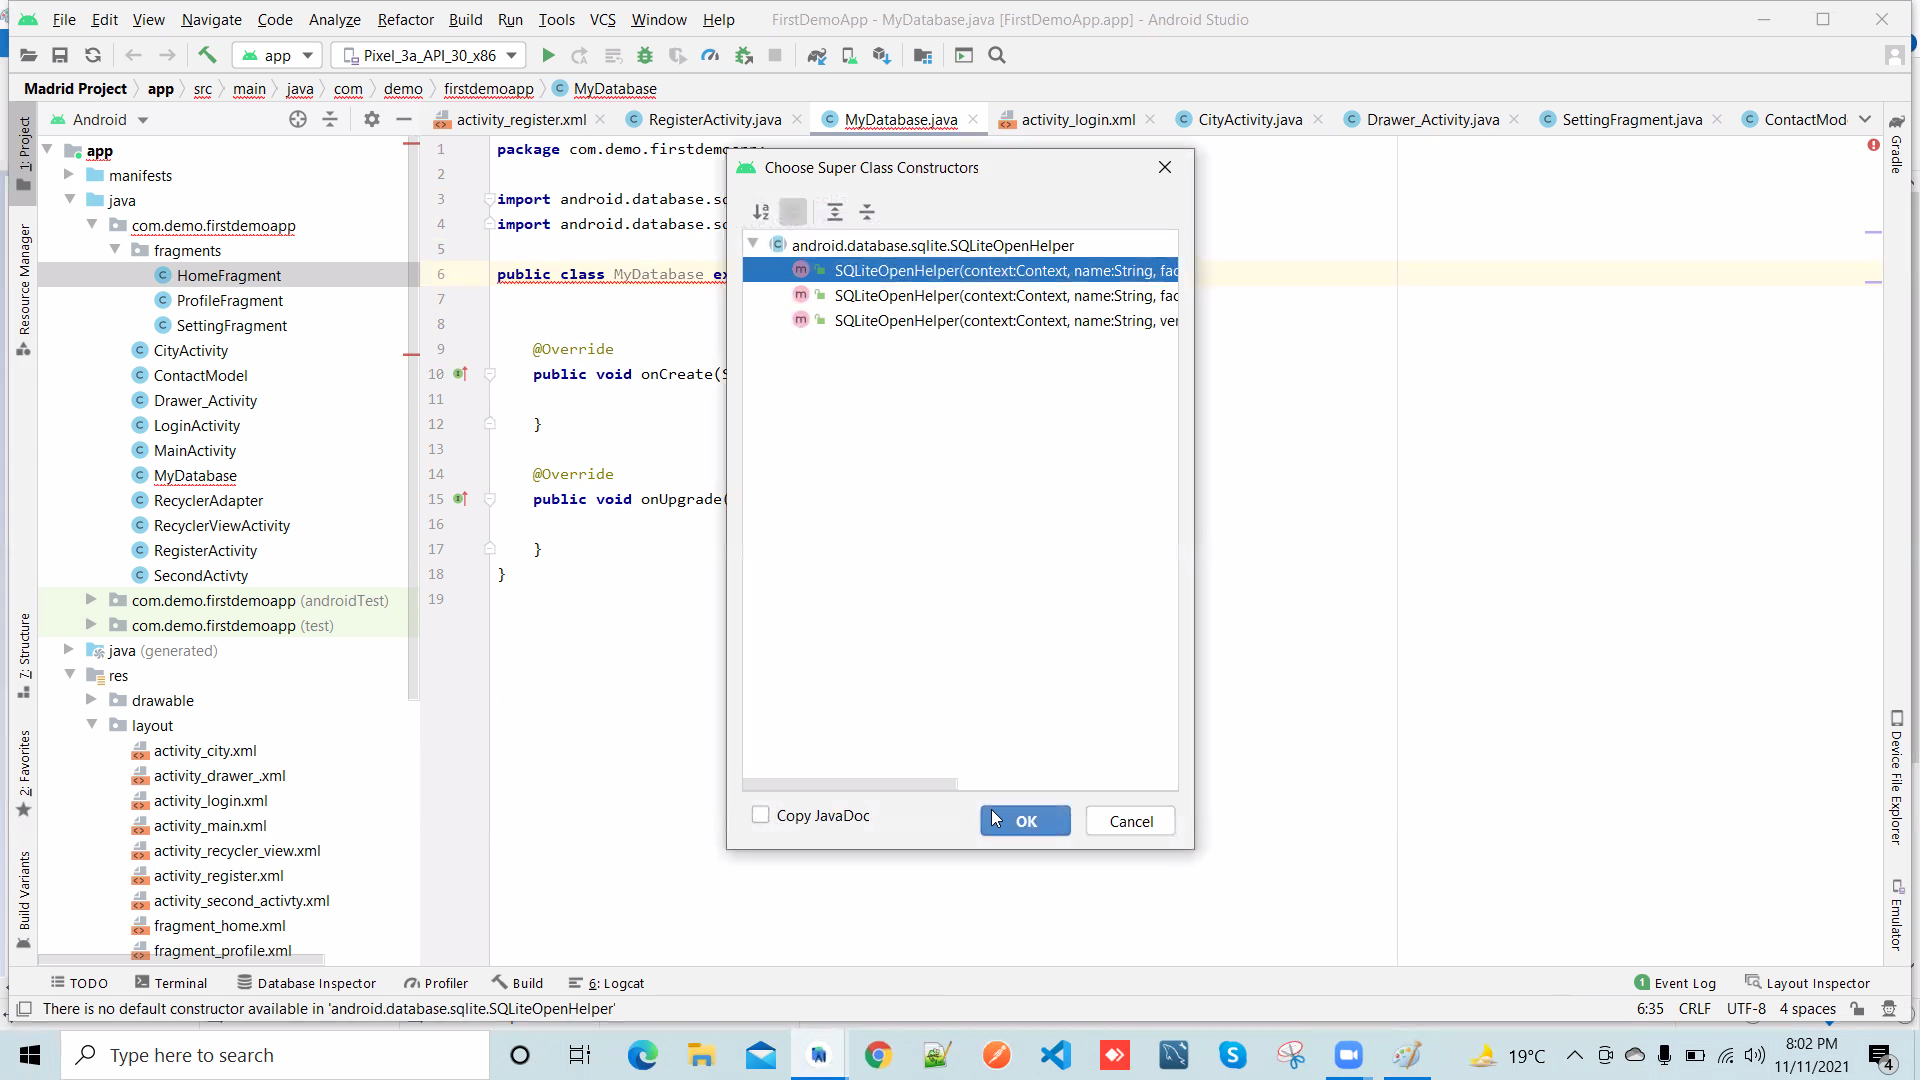 File Edit View Navigate Code Analyze Refactor Build Run Tools VCS Window Help FirstDemoApp - MyDatabase.java [FirstDemoApp.app] - Android Studio
app Pixel_3a_API_30_x86
Madrid Project app src main java com demo firstdemoapp MyDatabase
Android activity_register.xml RegisterActivity.java MyDatabase.java activity_login.xml CityActivity.java Drawer_Activity.java SettingFragment.java ContactMod
1: Project
Resource Manager
7: Structure
2: Favorites
Build Variants
app
manifests
java
com.demo.firstdemoapp
fragments
HomeFragment
ProfileFragment
SettingFragment
CityActivity
ContactModel
Drawer_Activity
LoginActivity
MainActivity
MyDatabase
RecyclerAdapter
RecyclerViewActivity
RegisterActivity
SecondActivty
com.demo.firstdemoapp (androidTest)
com.demo.firstdemoapp (test)
java (generated)
res
drawable
layout
activity_city.xml
activity_drawer_.xml
activity_login.xml
activity_main.xml
activity_recycler_view.xml
activity_register.xml
activity_second_activty.xml
fragment_home.xml
fragment_profile.xml
1 package com.demo.firstdemoapp;
2
3 import android.database.sq
4 import android.database.sq
5
6 public class MyDatabase ex
7
8
9 @Override
10 public void onCreate(S
11
12 }
13
14 @Override
15 public void onUpgrade(
16
17 }
18 }
19
Choose Super Class Constructors
android.database.sqlite.SQLiteOpenHelper
SQLiteOpenHelper(context:Context, name:String, fac
SQLiteOpenHelper(context:Context, name:String, fac
SQLiteOpenHelper(context:Context, name:String, ver
Copy JavaDoc OK Cancel
Gradle
Device File Explorer
Emulator
TODO Terminal Database Inspector Profiler Build 6: Logcat 1 Event Log Layout Inspector
There is no default constructor available in 'android.database.sqlite.SQLiteOpenHelper' 6:35 CRLF UTF-8 4 spaces
Type here to search 19°C 8:02 PM
11/11/2021 4